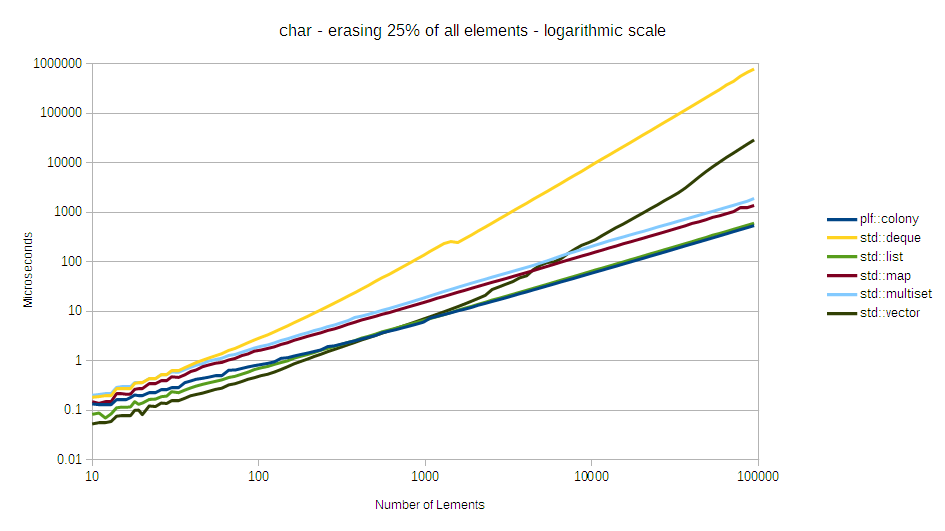 char - erasing 25% of all elements - logarithmic scale
1000000
100000
10000
1000
100
10
1
0.1
0.01
Microseconds
10
100
1000
10000
100000
Number of Lements
plf::colony
std::deque
std::list
std::map
std::multiset
std::vector